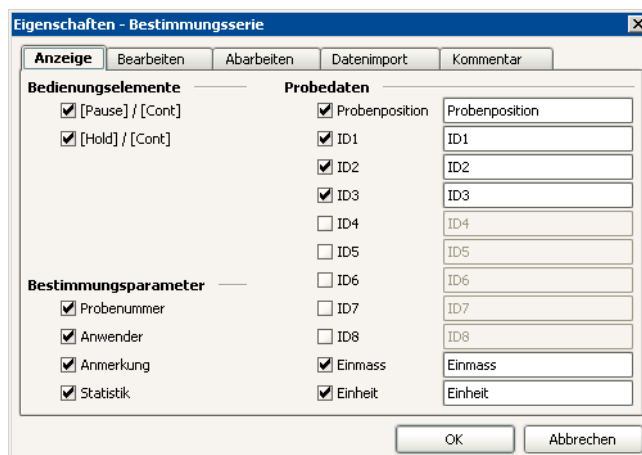 Eigenschaften - Bestimmungsserie
Anzeige Bearbeiten Abarbeiten Datenimport Kommentar
Bedienungselemente
[Pause] / [Cont]
[Hold] / [Cont]
Bestimmungsparameter
Probenummer
Anwender
Anmerkung
Statistik
Probedaten
Probenposition Probenposition
ID1 ID1
ID2 ID2
ID3 ID3
ID4 ID4
ID5 ID5
ID6 ID6
ID7 ID7
ID8 ID8
Einmass Einmass
Einheit Einheit
OK Abbrechen